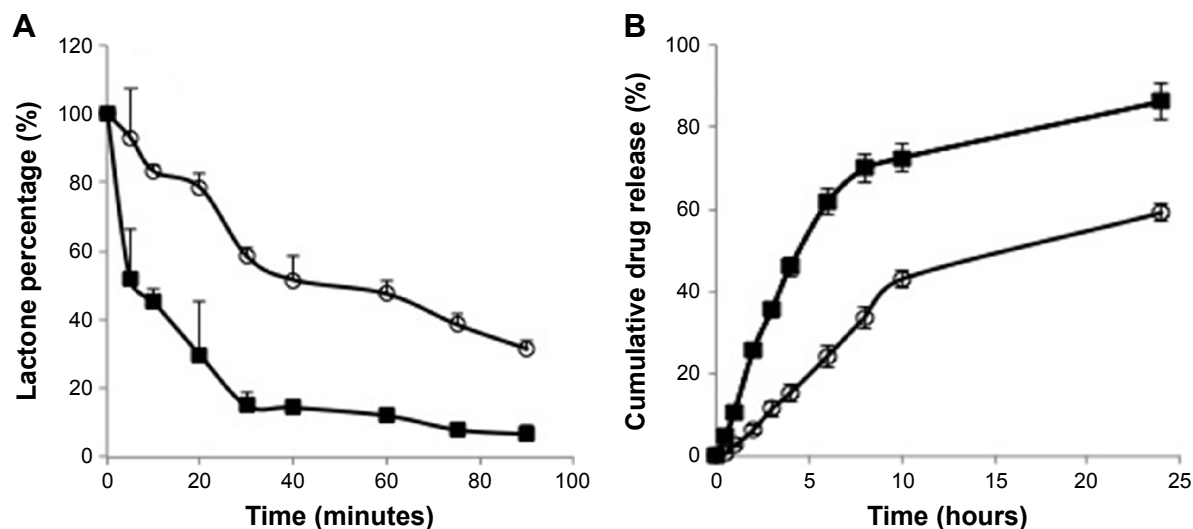 A
Lactone percentage (%)
120
100
80
60
40
20
0
0 20 40 60 80 100
Time (minutes)
B
Cumulative drug release (%)
100
80
60
40
20
0
0 5 10 15 20 25
Time (hours)